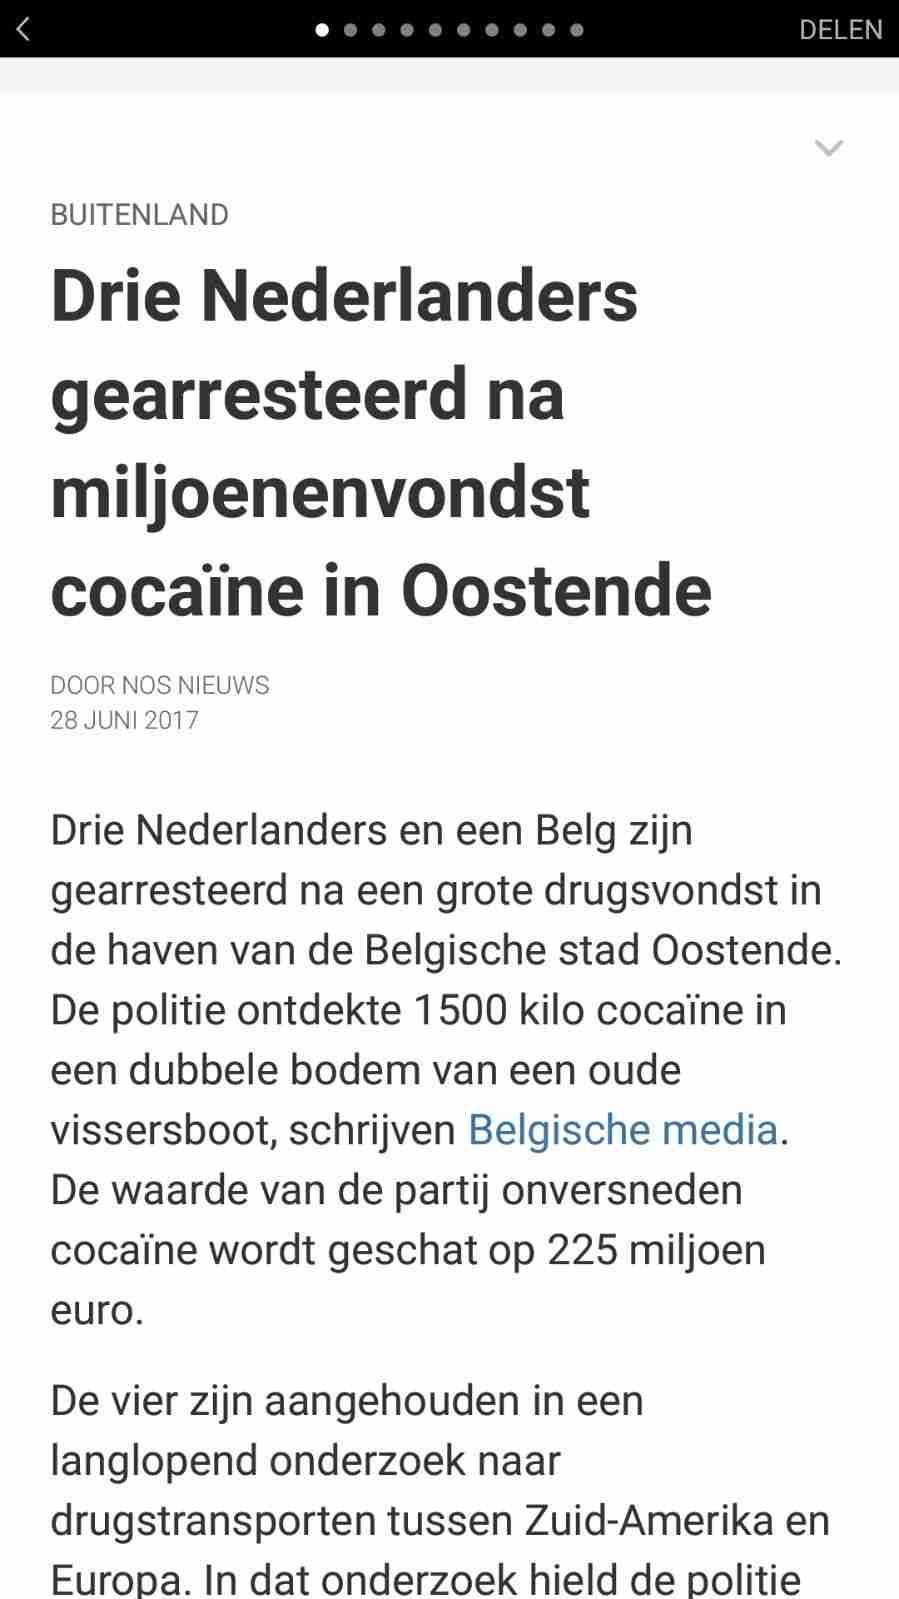 DELEN
BUITENLAND
Drie Nederlanders
gearresteerd na
miljoenenvondst
cocaïne in Oostende
DOOR NOS NIEUWS
28 JUNI 2017
Drie Nederlanders en een Belg zijn
gearresteerd na een grote drugsvondst in
de haven van de Belgische stad Oostende.
De politie ontdekte 1500 kilo cocaïne in
een dubbele bodem van een oude
vissersboot, schrijven Belgische media.
De waarde van de partij onversneden
cocaïne wordt geschat op 225 miljoen
euro.
De vier zijn aangehouden in een
langlopend onderzoek naar
drugstransporten tussen Zuid-Amerika en
Europa. In dat onderzoek hield de politie